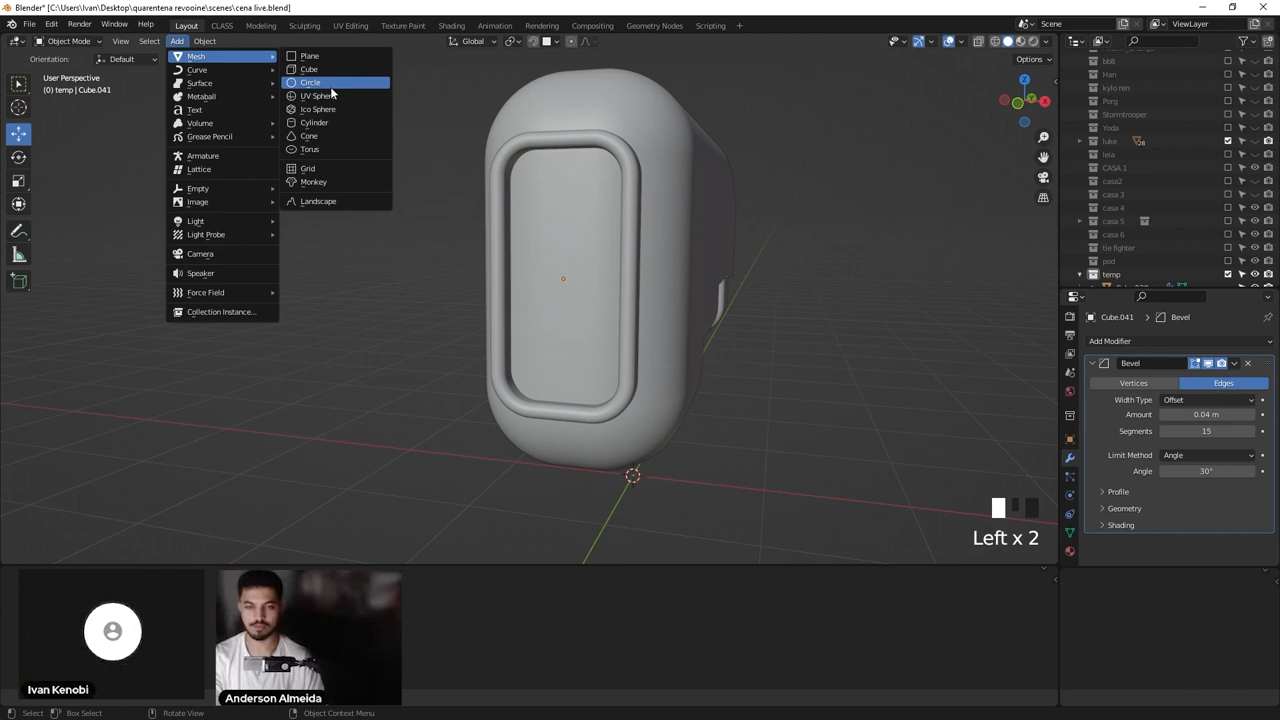 Blender* [C:\Users\Ivan\Desktop\quarentena revooine\scenes\cena live.blend]
File Edit Render Window Help Layout CLASS Modeling Sculpting UV Editing Texture Paint Shading Animation Rendering Compositing Geometry Nodes Scripting + Scene ViewLayer
Object Mode View Select Add Object Global
Orientation: Default Options
User Perspective
(0) temp | Cube.041
Mesh
Curve
Surface
Metaball
Text
Volume
Grease Pencil
Armature
Lattice
Empty
Image
Light
Light Probe
Camera
Speaker
Force Field
Collection Instance...
Plane
Cube
Circle
UV Sphere
Ico Sphere
Cylinder
Cone
Torus
Grid
Monkey
Landscape
X
bb8
Han
kylo ren
Porg
Stormtrooper
Yoda
luke 28
leia
CASA 1
casa2
casa 3
casa 4
casa 5
casa 6
tie fighter
pod
temp
Cube.041 > Bevel
Add Modifier
Bevel
Vertices Edges
Width Type Offset
Amount 0.04 m
Segments 15
Limit Method Angle
Angle 30°
Profile
Geometry
Shading
Left x 2
Ivan Kenobi
Anderson Almeida
Select Box Select Rotate View Object Context Menu